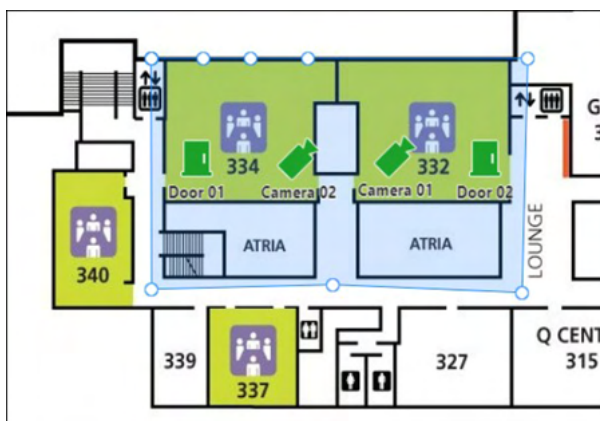 G
3
334
332
Door 01
Camera 02
Camera 01
Door 02
340
ATRIA
ATRIA
LOUNGE
339
337
327
Q CENT
315